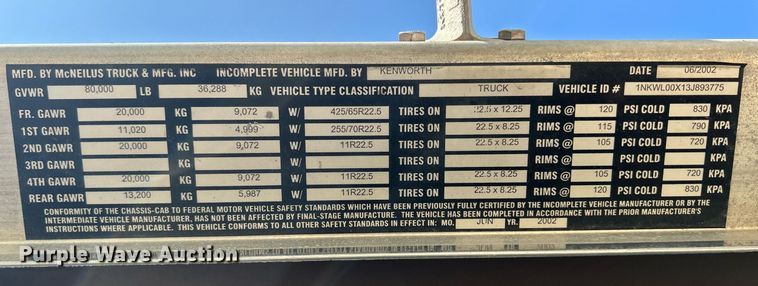 MFD. BY McNEILUS TRUCK & MFG. INC INCOMPLETE VEHICLE MFD. BY KENWORTH DATE 06/2002
GVWR 80,000 LB 36,288 KG VEHICLE TYPE CLASSIFICATION TRUCK VEHICLE ID # 1NKWL00X13J893775
FR. GAWR 20,000 KG 9,072 W/ 425/65R22.5 TIRES ON 22.5 x 12.25 RIMS @ 120 PSI COLD 830 KPA
1ST GAWR 11,020 KG 4,999 W/ 255/70R22.5 TIRES ON 22.5 x 8.25 RIMS @ 115 PSI COLD 790 KPA
2ND GAWR 20,000 KG 9,072 W/ 11R22.5 TIRES ON 22.5 x 8.25 RIMS @ 105 PSI COLD 720 KPA
3RD GAWR KG W/ TIRES ON RIMS @ PSI COLD KPA
4TH GAWR 20,000 KG 9,072 W/ 11R22.5 TIRES ON 22.5 x 8.25 RIMS @ 105 PSI COLD 720 KPA
REAR GAWR 13,200 KG 5,987 W/ 11R22.5 TIRES ON 22.5 x 8.25 RIMS @ 120 PSI COLD 830 KPA
CONFORMITY OF THE CHASSIS-CAB TO FEDERAL MOTOR VEHICLE SAFETY STANDARDS WHICH HAVE BEEN PREVIOUSLY FULLY CERTIFIED BY THE INCOMPLETE VEHICLE MANUFACTURER OR BY THE
INTERMEDIATE VEHICLE MANUFACTURER, HAS NOT BEEN AFFECTED BY FINAL-STAGE MANUFACTURE. THE VEHICLE HAS BEEN COMPLETED IN ACCORDANCE WITH THE PRIOR MANUFACTURER'S
INSTRUCTIONS WHERE APPLICABLE. THIS VEHICLE CONFORMS TO ALL OTHER SAFETY STANDARDS IN EFFECT IN: MO. JUN YR. 2002
Purple Wave Auction